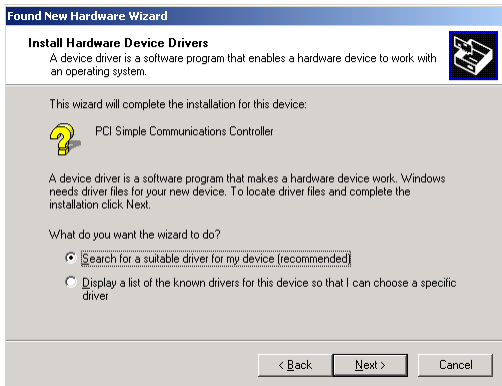 Found New Hardware Wizard
Install Hardware Device Drivers
A device driver is a software program that enables a hardware device to work with
an operating system.
This wizard will complete the installation for this device:
PCI Simple Communications Controller
A device driver is a software program that makes a hardware device work. Windows
needs driver files for your new device. To locate driver files and complete the
installation click Next.
What do you want the wizard to do?
Search for a suitable driver for my device (recommended)
Display a list of the known drivers for this device so that I can choose a specific
driver
< Back Next > Cancel